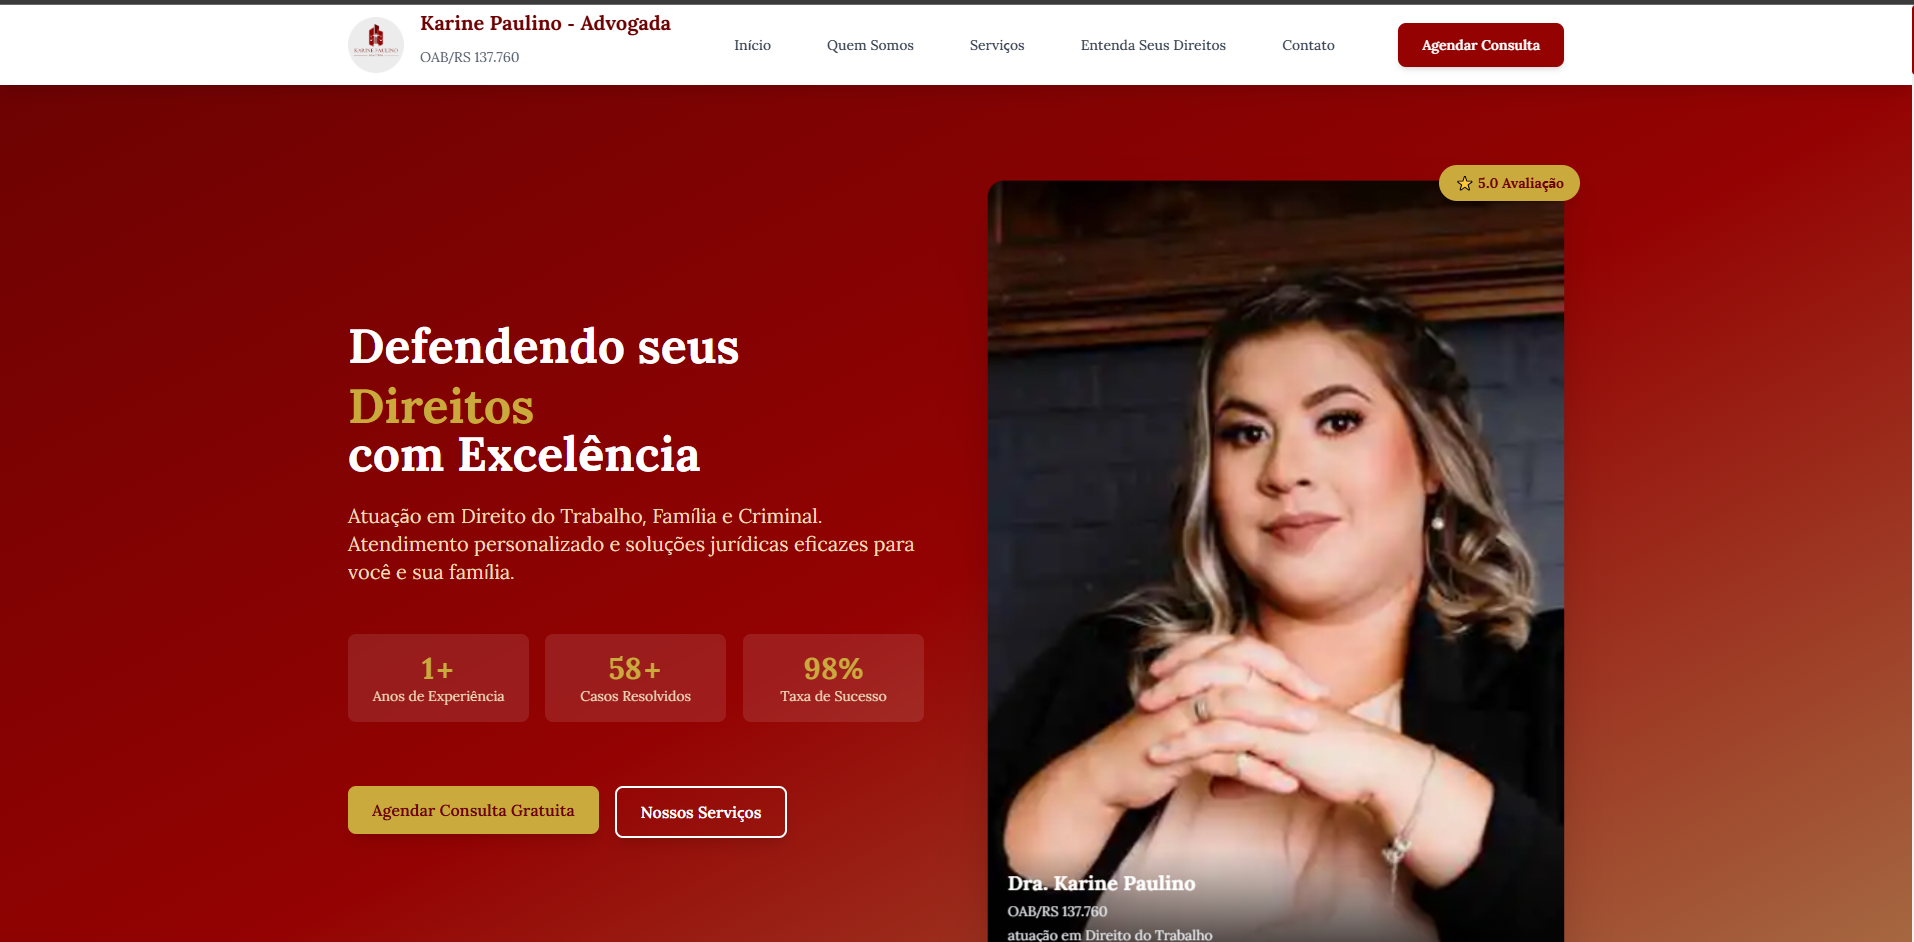 KARINE PAULINO
Karine Paulino - Advogada
OAB/RS 137.760
Início
Quem Somos
Serviços
Entenda Seus Direitos
Contato
Agendar Consulta
5.0 Avaliação
Defendendo seus
Direitos
com Excelência
Atuação em Direito do Trabalho, Família e Criminal.
Atendimento personalizado e soluções jurídicas eficazes para
você e sua família.
1+
Anos de Experiência
58+
Casos Resolvidos
98%
Taxa de Sucesso
Agendar Consulta Gratuita
Nossos Serviços
Dra. Karine Paulino
OAB/RS 137.760
atuação em Direito do Trabalho